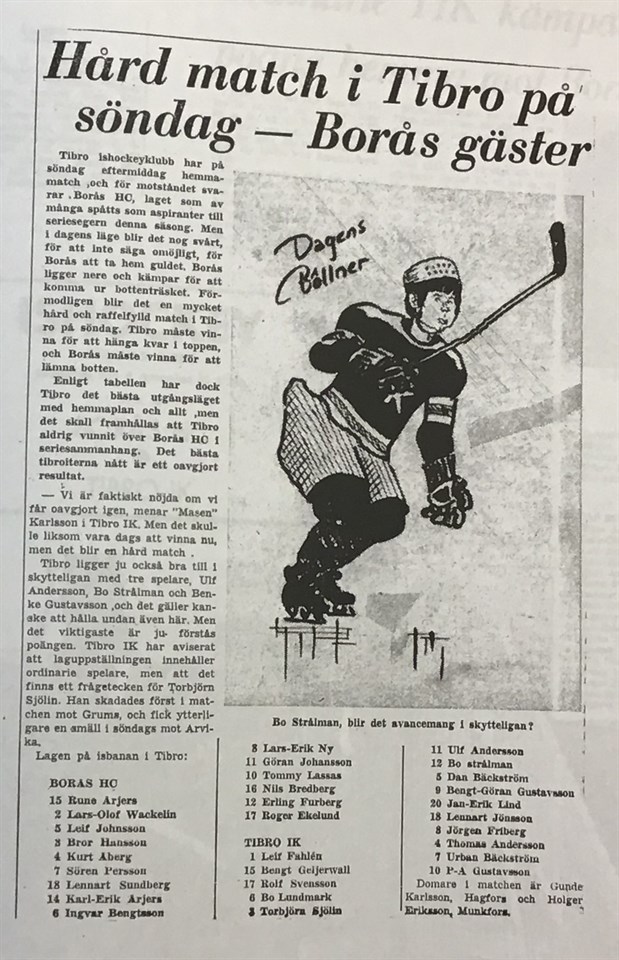 Hård match i Tibro på
söndag — Borås gäster
Tibro ishockeyklubb har på
söndag eftermiddag hemma-
match ,och för motståndet sva-
rar .Borås HC, laget som av
många spåtts som aspiranter till
seriesegern denna säsong. Men
i dagens läge blir det nog svårt,
för att inte säga omöjligt, för
Borås att ta hem guldet. Borås
ligger nere och kämpar för att
komma ur bottenträsket. För-
modligen blir det en mycket
hård och raffelfylld match i Tib-
ro på söndag. Tibro måste vin-
na för att hänga kvar i toppen,
och Borås måste vinna för att
lämna botten.
Enligt tabellen har dock
Tibro det bästa utgångsläget
med hemmaplan och allt ,men
det skall framhållas att Tibro
aldrig vunnit över Borås HC i
seriesammanhang. Det bästa
tibroiterna nått är ett oavgjort
resultat.
— Vi är faktiskt nöjda om vi
får oavgjort igen, menar "Masen"
Karlsson i Tibro IK. Men det skul-
le liksom vara dags att vinna nu,
men det blir en hård match .
Tibro ligger ju också bra till i
skytteligan med tre spelare, Ulf
Andersson, Bo Strålman och Ben-
ke Gustavsson ,och det gäller kan-
ske att hålla undan även här. Men
det viktigaste är ju förstås
poängen. Tibro IK har aviserat
att laguppställningen innehåller
ordinarie spelare, men att det
finns ett frågetecken för Torbjörn
Sjölin. Han skadades först i mat-
chen mot Grums, och fick ytterli-
gare en smäll i söndags mot Arvi-
ka.
Lagen på isbanan i Tibro:
BORAS HC
15 Rune Arjers
2 Lars-Olof Wackelin
5 Leif Johnsson
3 Bror Hansson
4 Kurt Åberg
7 Sören Persson
18 Lennart Sundberg
14 Karl-Erik Arjers
6 Ingvar Bengtsson
Dagens
Bollner
Bo Strålman, blir det avancemang i skytteligan?
8 Lars-Erik Ny
11 Göran Johansson
10 Tommy Lassas
16 Nils Bredberg
12 Erling Furberg
17 Roger Ekelund
TIBRO IK
1 Leif Fahlén
15 Bengt Geijerwall
17 Rolf Svensson
6 Bo Lundmark
3 Torbjörn Sjölin
11 Ulf Andersson
12 Bo strålman
5 Dan Bäckström
9 Bengt-Göran Gustavsson
20 Jan-Erik Lind
18 Lennart Jönsson
8 Jörgen Friberg
4 Thomas Andersson
7 Urban Bäckström
10 P-A Gustavsson
Domare i matchen är Gunde
Karlsson, Hagfors och Holger
Eriksson, Munkfors.